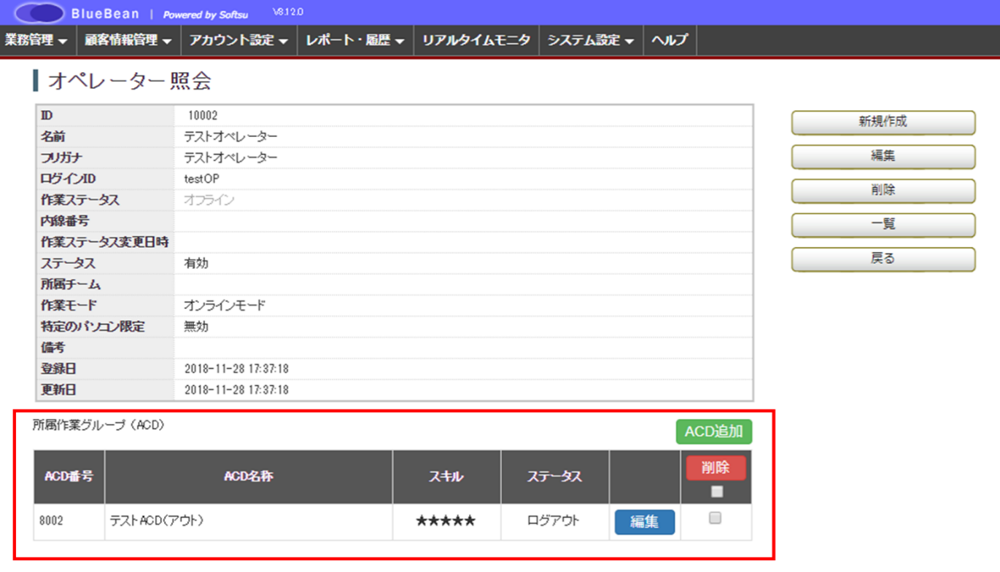 BlueBean | Powered by Softsu V8.12.0
業務管理 顧客情報管理 アカウント設定 レポート・履歴 リアルタイムモニタ システム設定 ヘルプ
オペレーター照会
ID 10002
名前 テストオペレーター
フリガナ テストオペレーター
ログインID testOP
作業ステータス オフライン
内線番号
作業ステータス変更日時
ステータス 有効
所属チーム
作業モード オンラインモード
特定のパソコン限定 無効
備考
登録日 2018-11-28 17:37:18
更新日 2018-11-28 17:37:18
新規作成
編集
削除
一覧
戻る
所属作業グループ（ACD）
ACD追加
ACD番号 ACD名称 スキル ステータス 削除
8002 テストACD(アウト) ★★★★★ ログアウト 編集